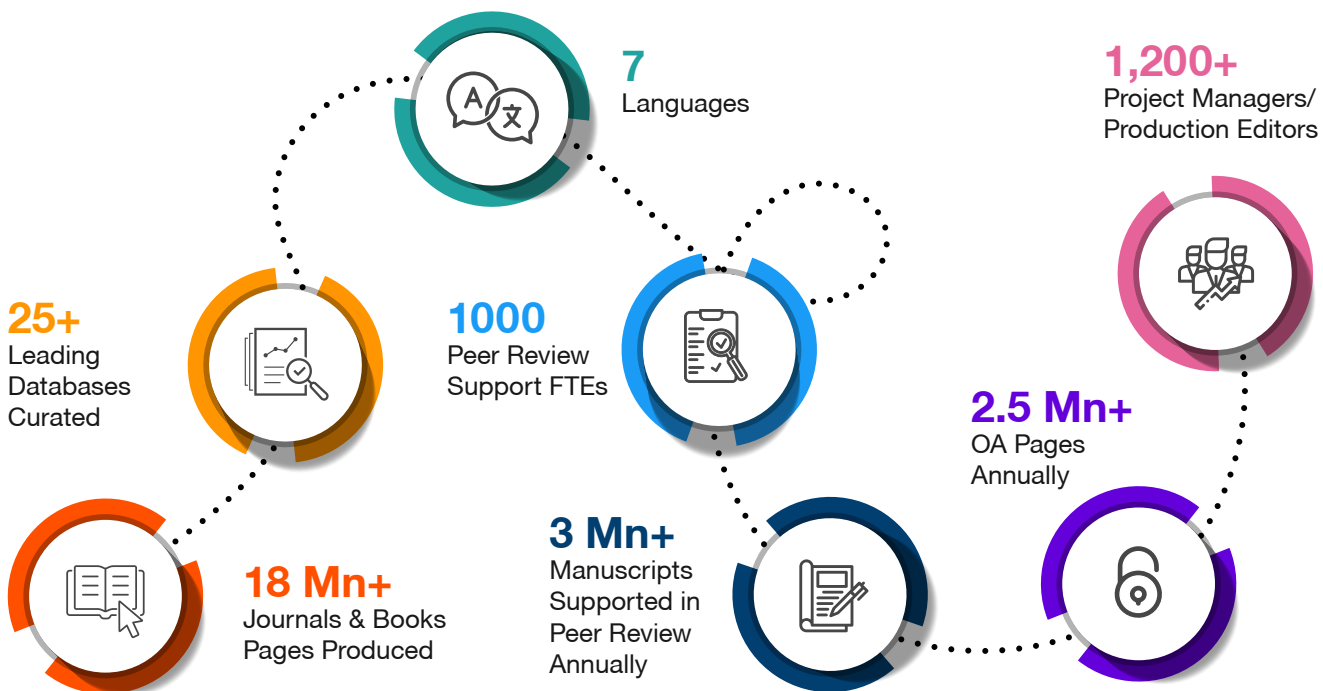 7
Languages
1,200+
Project Managers/
Production Editors
A
文
25+
Leading
Databases
Curated
1000
Peer Review
Support FTEs
2.5 Mn+
OA Pages
Annually
18 Mn+
Journals & Books
Pages Produced
3 Mn+
Manuscripts
Supported in
Peer Review
Annually